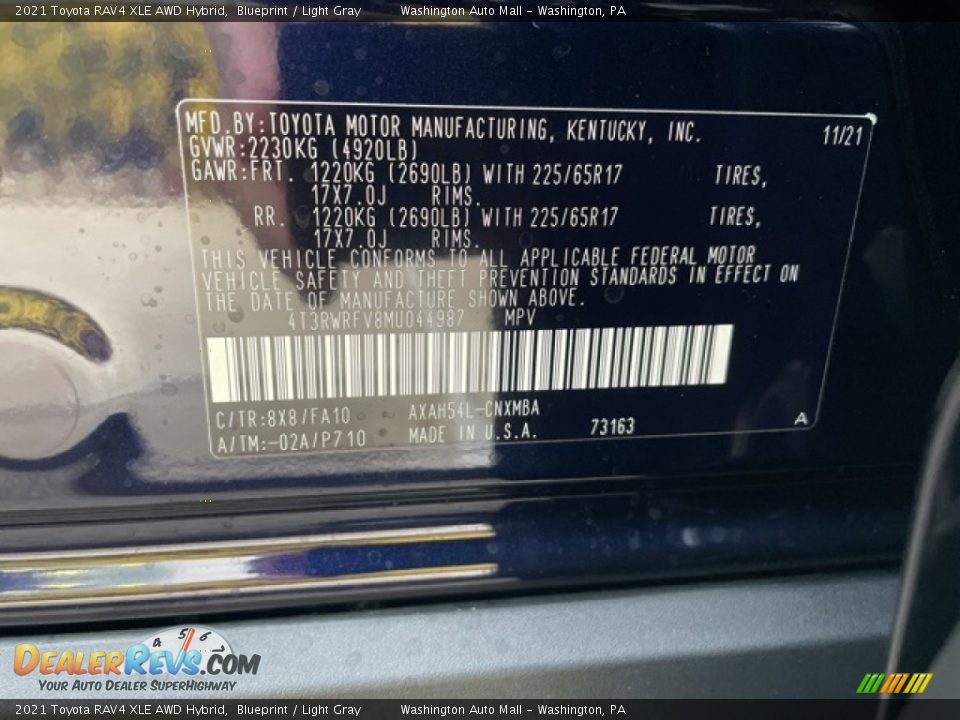 2021 Toyota RAV4 XLE AWD Hybrid, Blueprint / Light Gray Washington Auto Mall - Washington, PA
MFD.BY:TOYOTA MOTOR MANUFACTURING, KENTUCKY, INC. 11/21
GVWR:2230KG (4920LB)
GAWR:FRT. 1220KG (2690LB) WITH 225/65R17 TIRES,
17X7.0J RIMS.
RR. 1220KG (2690LB) WITH 225/65R17 TIRES,
17X7.0J RIMS.
THIS VEHICLE CONFORMS TO ALL APPLICABLE FEDERAL MOTOR
VEHICLE SAFETY AND THEFT PREVENTION STANDARDS IN EFFECT ON
THE DATE OF MANUFACTURE SHOWN ABOVE.
4T3RWRFV8MU044987 MPV
C/TR:8X8/FA10 AXAH54L-CNXMBA
A/TM:-02A/P710 MADE IN U.S.A. 73163 A
4 5 6
DEALERREVS.COM
YOUR AUTO DEALER SUPERHIGHWAY
2021 Toyota RAV4 XLE AWD Hybrid, Blueprint / Light Gray Washington Auto Mall - Washington, PA